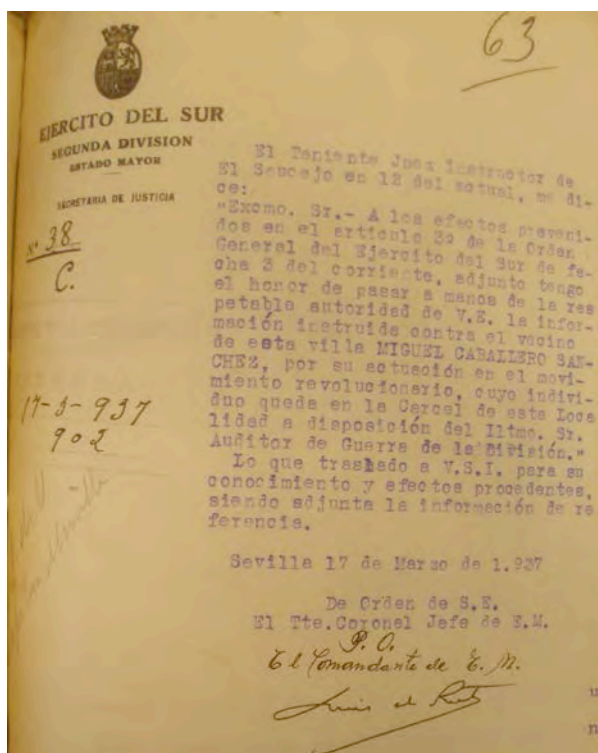 63
EJERCITO DEL SUR
SEGUNDA DIVISION
ESTADO MAYOR
SECRETARIA DE JUSTICIA
Nº 38
C.
17-3-937
902
El Teniente Juez Instructor de
El Saucejo en 12 del actual, me di-
ce:
"Excmo. Sr.- A los efectos preveni-
dos en el artículo 3º de la Orden
General del Ejercito del Sur de fe-
cha 3 del corriente, adjunto tengo
el honor de pasar a manos de la res
petable autoridad de V.E. la infor-
mación instruida contra el vecino
de esta villa MIGUEL CABALLERO SAN-
CHEZ, por su actuación en el movi-
miento revolucionario, cuyo indivi-
duo queda en la Carcel de esta Loca
lidad a disposición del Iltmo. Sr.
Auditor de Guerra de la División."
Lo que traslado a V.S.I. para su
conocimiento y efectos procedentes,
siendo adjunta la información de re
ferencia.
Sevilla 17 de Marzo de 1.937
De Orden de S.E.
El Tte.Coronel Jefe de E.M.
P. O.
El Comandante de E. M.